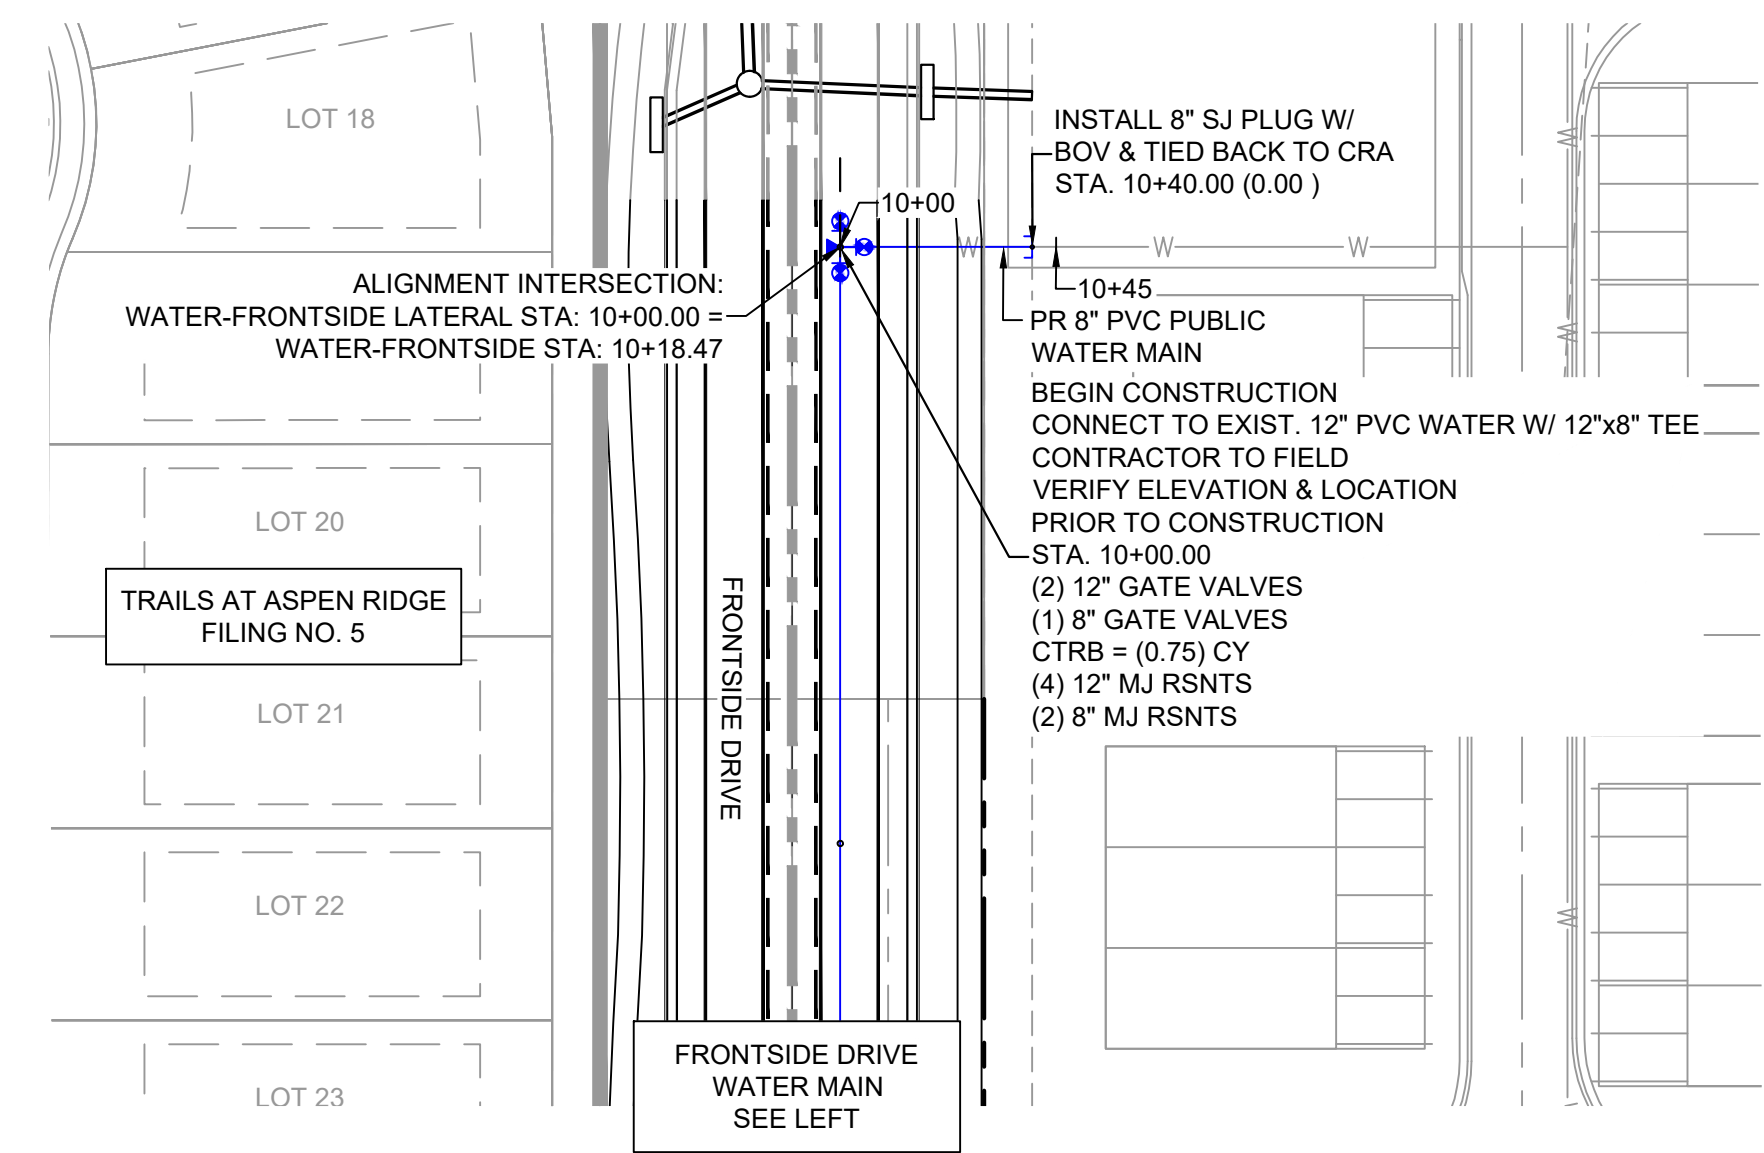 LOT 18
INSTALL 8" SJ PLUG W/
BOV & TIED BACK TO CRA
STA. 10+40.00 (0.00 )
10+00
W
W
W
ALIGNMENT INTERSECTION:
WATER-FRONTSIDE LATERAL STA: 10+00.00 =
WATER-FRONTSIDE STA: 10+18.47
10+45
PR 8" PVC PUBLIC
WATER MAIN
BEGIN CONSTRUCTION
CONNECT TO EXIST. 12" PVC WATER W/ 12"x8" TEE
CONTRACTOR TO FIELD
VERIFY ELEVATION & LOCATION
PRIOR TO CONSTRUCTION
STA. 10+00.00
(2) 12" GATE VALVES
(1) 8" GATE VALVES
CTRB = (0.75) CY
(4) 12" MJ RSNTS
(2) 8" MJ RSNTS
W
W
W
LOT 20
TRAILS AT ASPEN RIDGE
FILING NO. 5
LOT 21
FRONTSIDE DRIVE
LOT 22
LOT 23
FRONTSIDE DRIVE
WATER MAIN
SEE LEFT